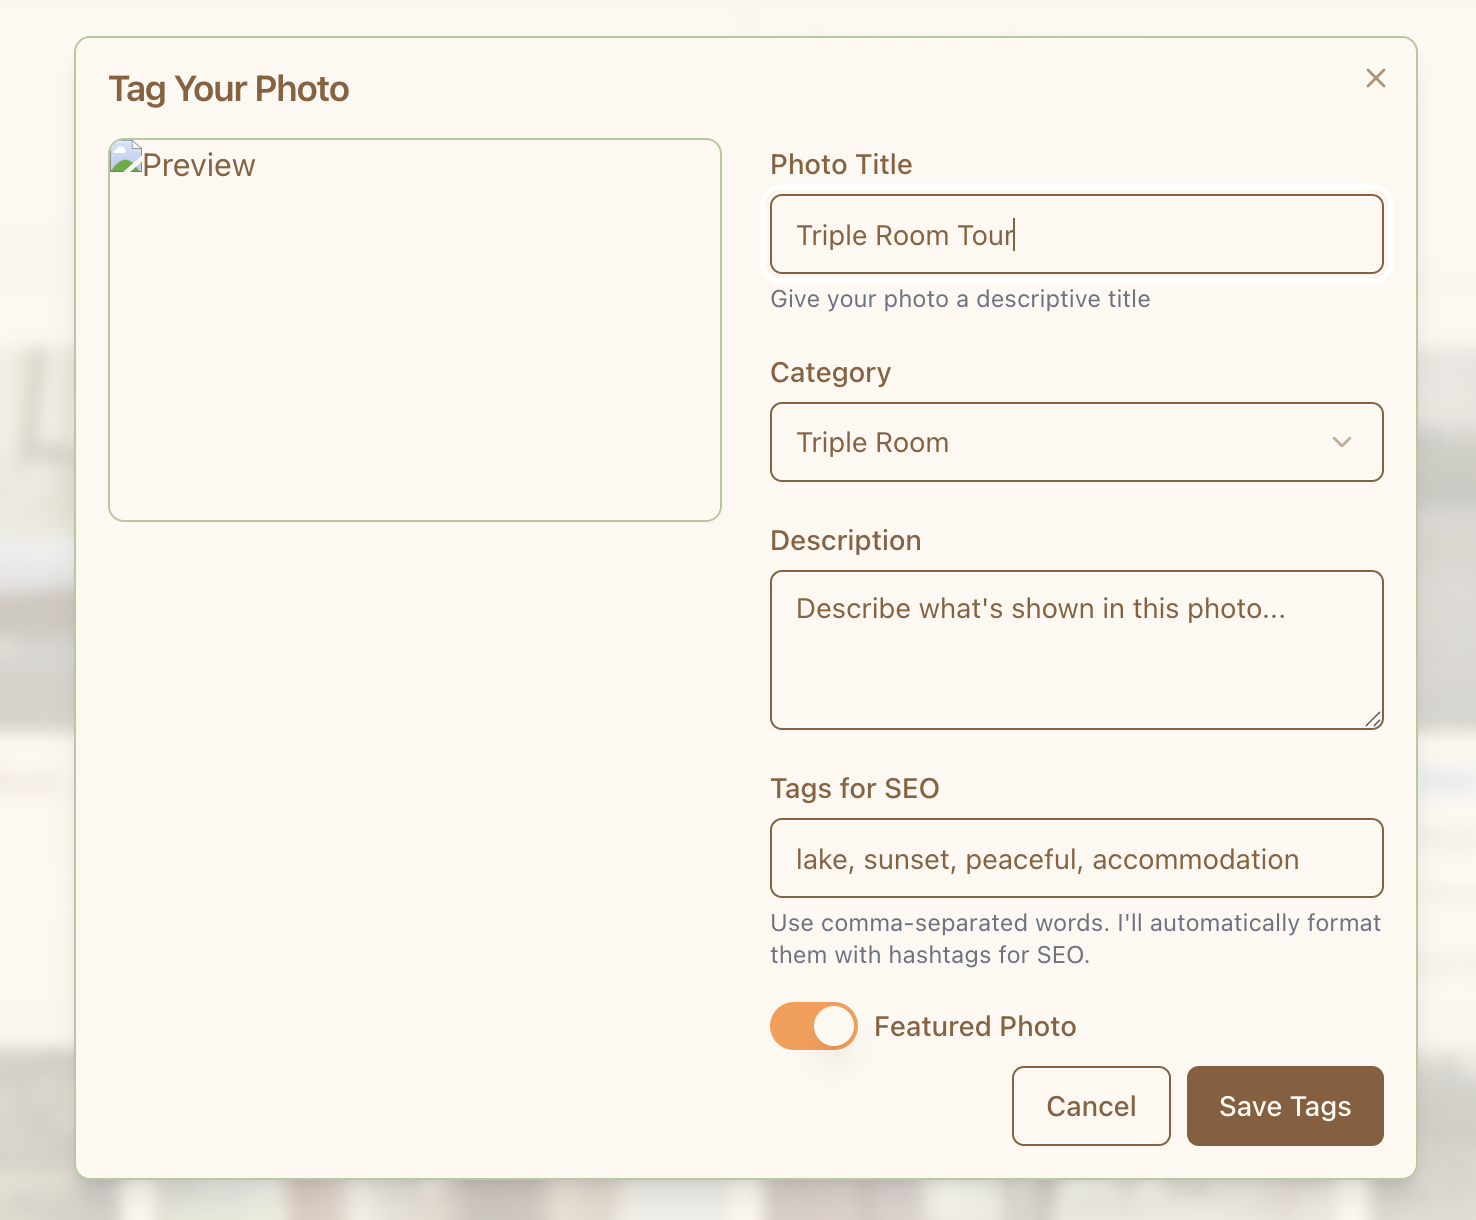 Tag Your Photo
Preview
Photo Title
Triple Room Tour
Give your photo a descriptive title
Category
Triple Room
Description
Describe what's shown in this photo...
Tags for SEO
lake, sunset, peaceful, accommodation
Use comma-separated words. I'll automatically format
them with hashtags for SEO.
Featured Photo
Cancel
Save Tags